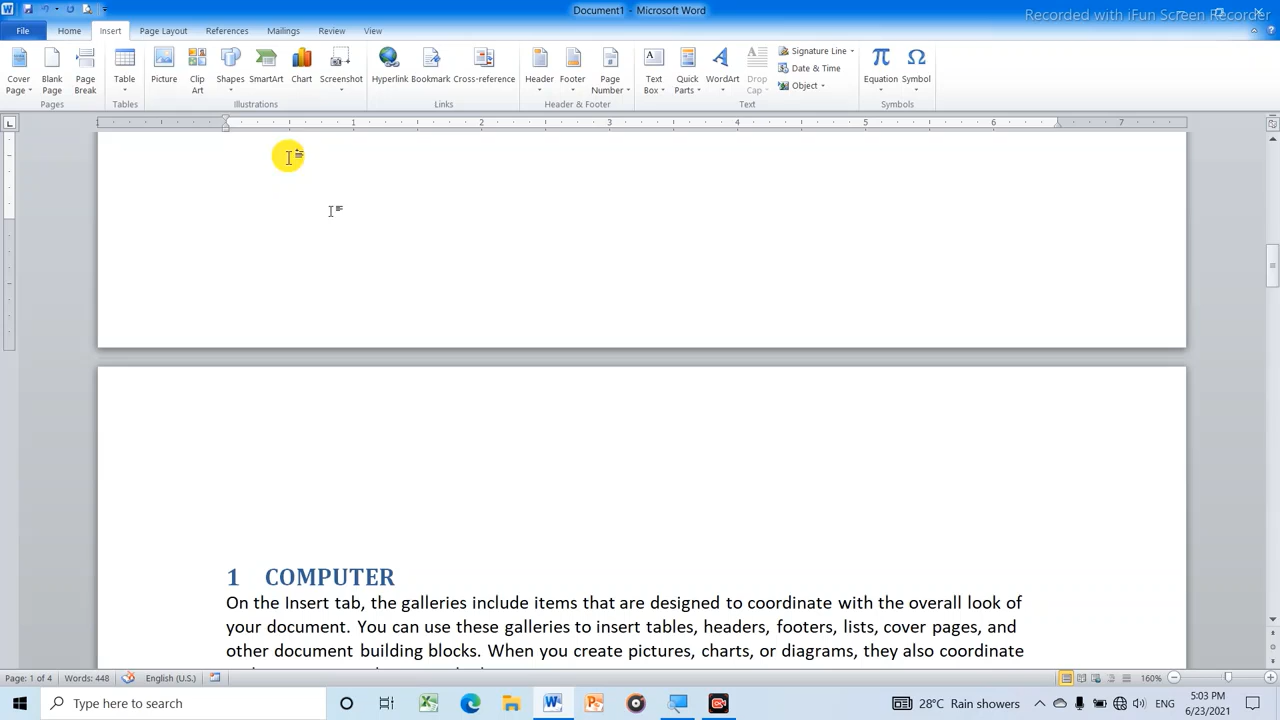 Document1 - Microsoft Word
Recorded with iFun Screen Recorder
File Home Insert Page Layout References Mailings Review View
Cover Page
Blank Page
Page Break
Table
Picture
Clip Art
Shapes
SmartArt
Chart
Screenshot
Hyperlink
Bookmark
Cross-reference
Header
Footer
Page Number
Text Box
Quick Parts
WordArt
Drop Cap
Signature Line
Date & Time
Object
Equation
Symbol
Pages Tables Illustrations Links Header & Footer Text Symbols
1 2 3 4 5 6 7
1 COMPUTER
On the Insert tab, the galleries include items that are designed to coordinate with the overall look of
your document. You can use these galleries to insert tables, headers, footers, lists, cover pages, and
other document building blocks. When you create pictures, charts, or diagrams, they also coordinate
Page: 1 of 4 Words: 448 English (U.S.) 160%
Type here to search
28°C Rain showers
ENG
5:03 PM
6/23/2021